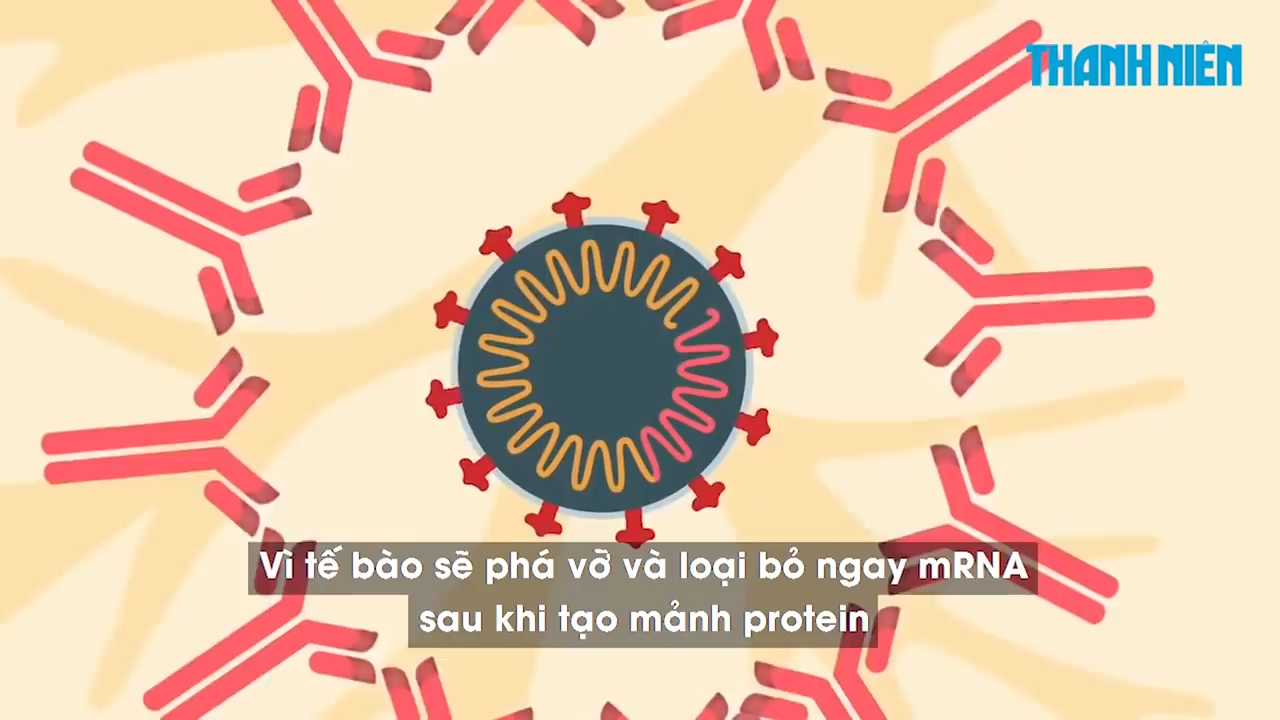 THANH NIÊN
Vì tế bào sẽ phá vỡ và loại bỏ ngay mRNA
sau khi tạo mảnh protein